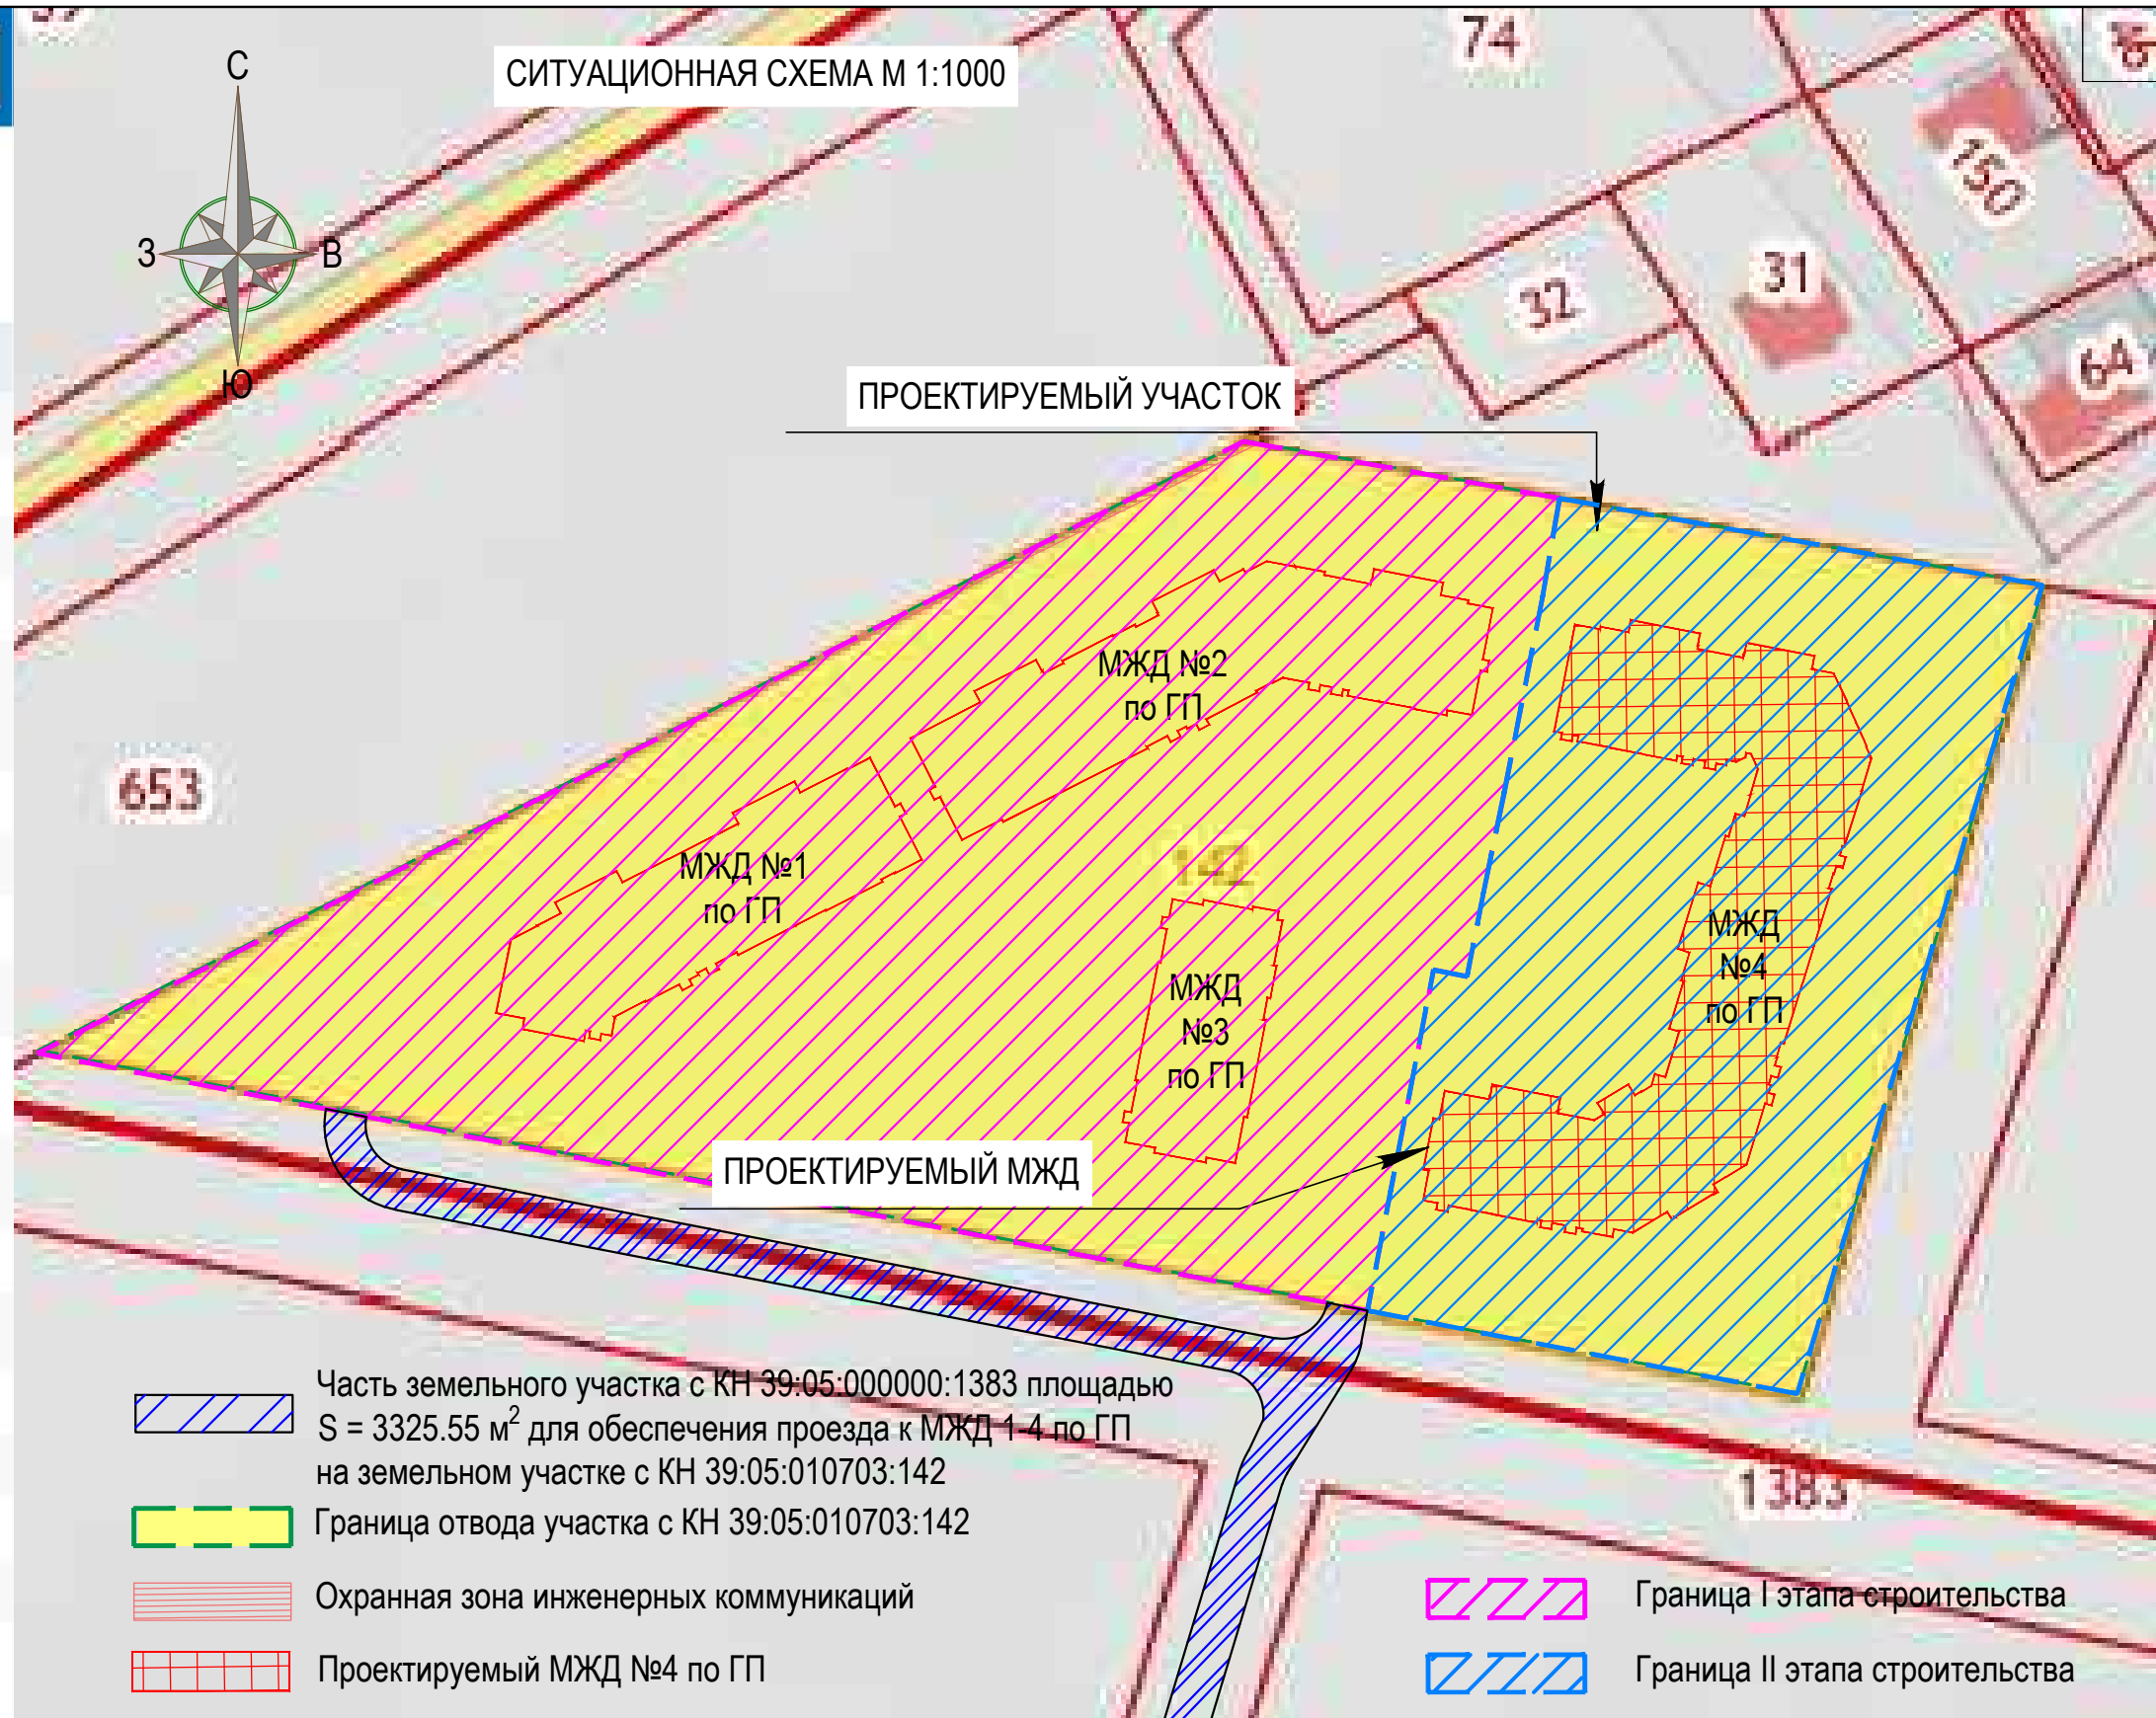 74
С
СИТУАЦИОННАЯ СХЕМА М 1:1000
150
З
В
31
32
64
Ю
ПРОЕКТИРУЕМЫЙ УЧАСТОК
МЖД №2
по ГП
653
МЖД №1
по ГП
142
МЖД
№4
по ГП
МЖД
№3
по ГП
ПРОЕКТИРУЕМЫЙ МЖД
Часть земельного участка с КН 39:05:000000:1383 площадью
S = 3325.55 м² для обеспечения проезда к МЖД 1-4 по ГП
на земельном участке с КН 39:05:010703:142
1383
Граница отвода участка с КН 39:05:010703:142
Охранная зона инженерных коммуникаций
Граница I этапа строительства
Проектируемый МЖД №4 по ГП
Граница II этапа строительства